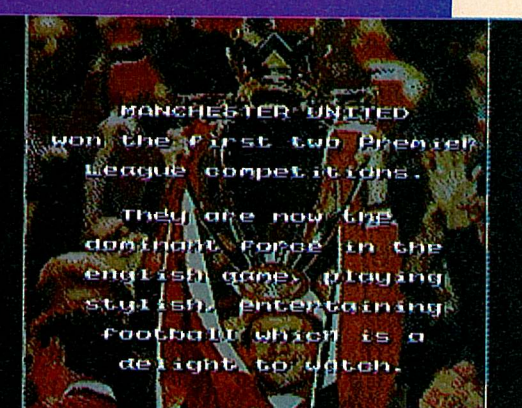 MANCHESTER UNITED
won the first two Premier
League competitions.
They are now the
dominant force in the
english game, playing
stylish, entertaining
football which is a
delight to watch.